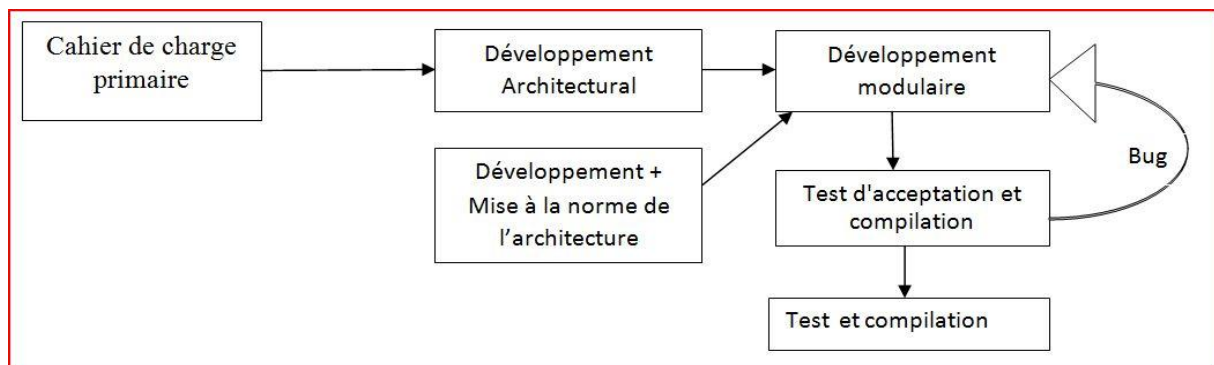 Cahier de charge
primaire
Développement
Architectural
Développement
modulaire
Développement +
Mise à la norme de
l’architecture
Test d'acceptation et
compilation
Bug
Test et compilation